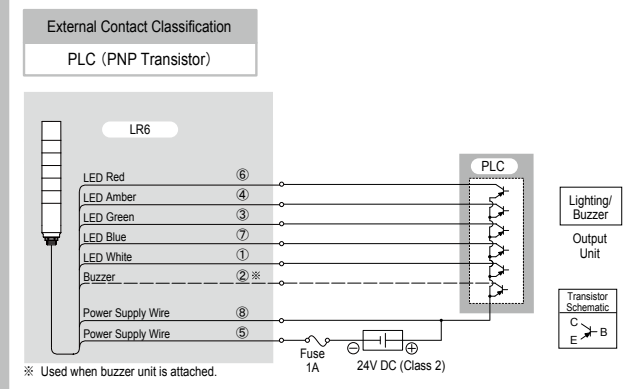 External Contact Classification
PLC (PNP Transistor)
LR6
LED Red ⑥
LED Amber ④
LED Green ③
LED Blue ⑦
LED White ①
Buzzer ②※
Power Supply Wire ⑧
Power Supply Wire ⑤
※ Used when buzzer unit is attached.
Fuse
1A
⊖ ⊕
24V DC (Class 2)
PLC
Lighting/
Buzzer
Output
Unit
Transistor
Schematic
C
B
E